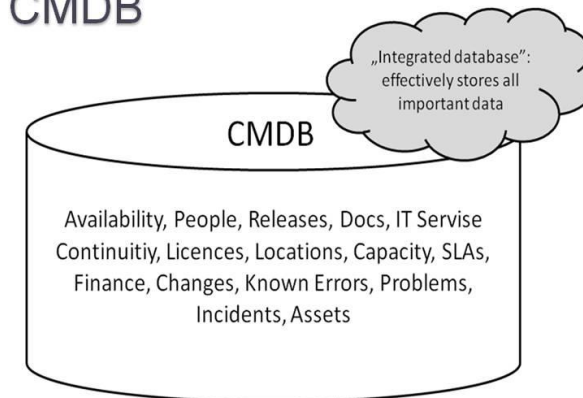 CMDB
„Integrated database”:
effectively stores all
important data
CMDB
Availability, People, Releases, Docs, IT Servise
Continuitiy, Licences, Locations, Capacity, SLAs,
Finance, Changes, Known Errors, Problems,
Incidents, Assets